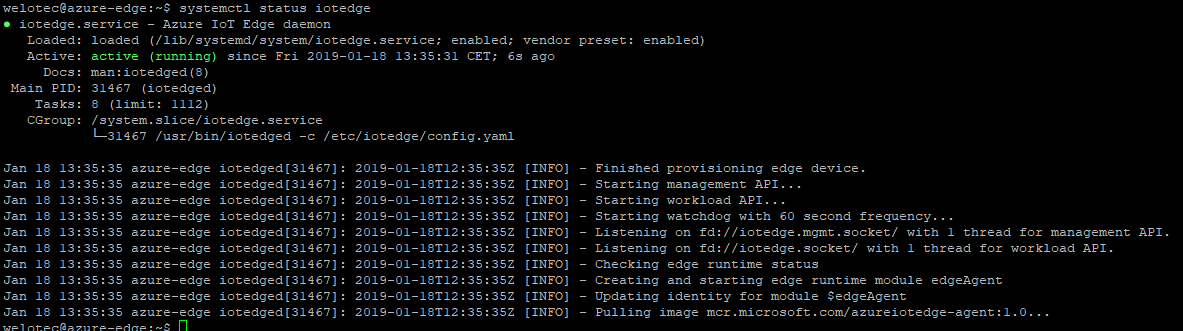 welotec@azure-edge:~$ systemctl status iotedge
● iotedge.service - Azure IoT Edge daemon
   Loaded: loaded (/lib/systemd/system/iotedge.service; enabled; vendor preset: enabled)
   Active: active (running) since Fri 2019-01-18 13:35:31 CET; 6s ago
     Docs: man:iotedged(8)
 Main PID: 31467 (iotedged)
    Tasks: 8 (limit: 1112)
   CGroup: /system.slice/iotedge.service
           └─31467 /usr/bin/iotedged -c /etc/iotedge/config.yaml

Jan 18 13:35:35 azure-edge iotedged[31467]: 2019-01-18T12:35:35Z [INFO] - Finished provisioning edge device.
Jan 18 13:35:35 azure-edge iotedged[31467]: 2019-01-18T12:35:35Z [INFO] - Starting management API...
Jan 18 13:35:35 azure-edge iotedged[31467]: 2019-01-18T12:35:35Z [INFO] - Starting workload API...
Jan 18 13:35:35 azure-edge iotedged[31467]: 2019-01-18T12:35:35Z [INFO] - Starting watchdog with 60 second frequency...
Jan 18 13:35:35 azure-edge iotedged[31467]: 2019-01-18T12:35:35Z [INFO] - Listening on fd://iotedge.mgmt.socket/ with 1 thread for management API.
Jan 18 13:35:35 azure-edge iotedged[31467]: 2019-01-18T12:35:35Z [INFO] - Listening on fd://iotedge.socket/ with 1 thread for workload API.
Jan 18 13:35:35 azure-edge iotedged[31467]: 2019-01-18T12:35:35Z [INFO] - Checking edge runtime status
Jan 18 13:35:35 azure-edge iotedged[31467]: 2019-01-18T12:35:35Z [INFO] - Creating and starting edge runtime module edgeAgent
Jan 18 13:35:35 azure-edge iotedged[31467]: 2019-01-18T12:35:35Z [INFO] - Updating identity for module $edgeAgent
Jan 18 13:35:35 azure-edge iotedged[31467]: 2019-01-18T12:35:35Z [INFO] - Pulling image mcr.microsoft.com/azureiotedge-agent:1.0...
welotec@azure-edge:~$